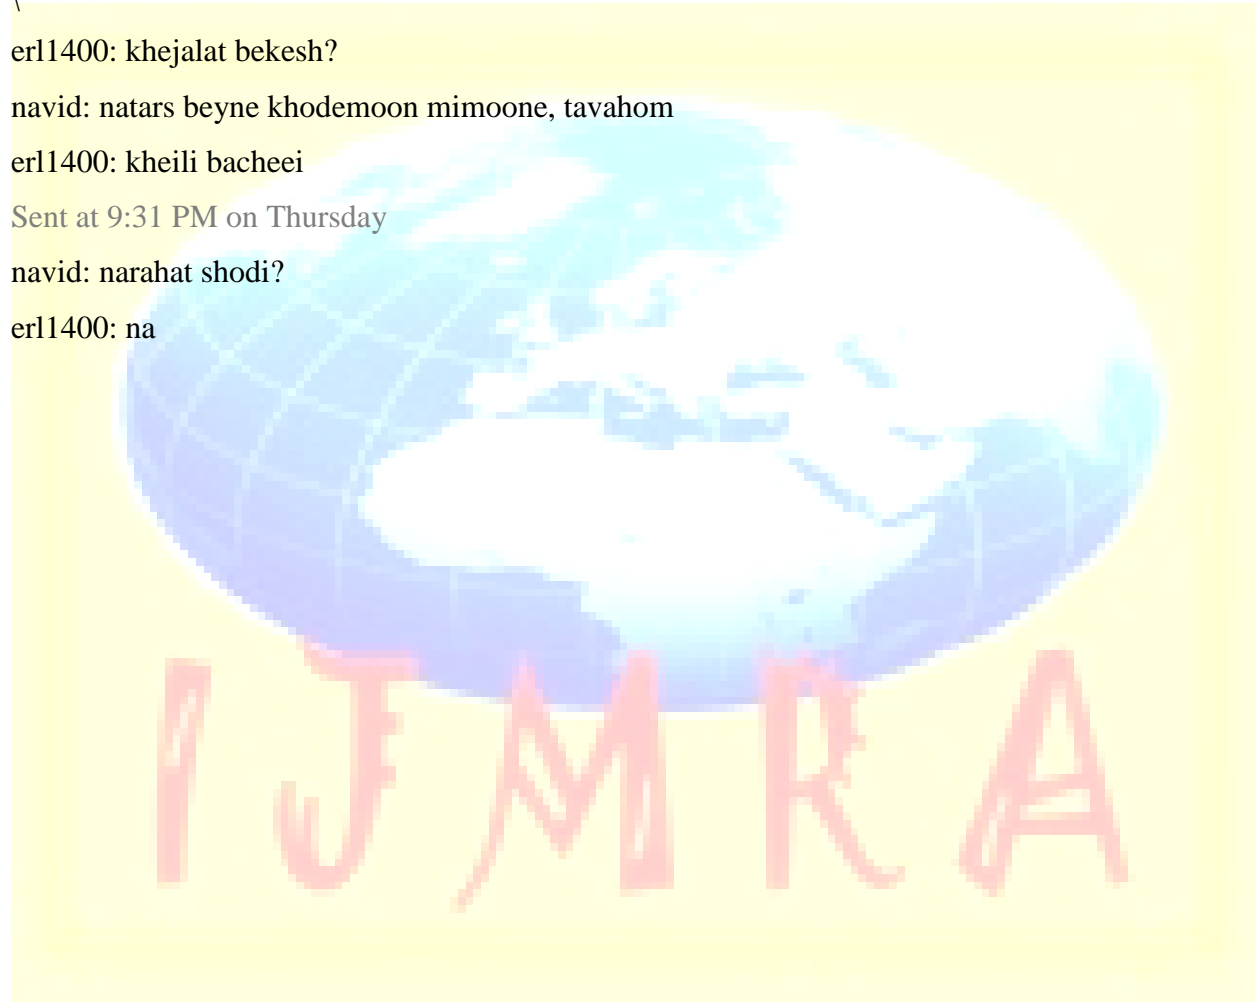 \
erl1400: khejalat bekesh?
navid: natars beyne khodemoon mimoone, tavahom
erl1400: kheili bacheei
Sent at 9:31 PM on Thursday
navid: narahat shodi?
erl1400: na
IJMRA